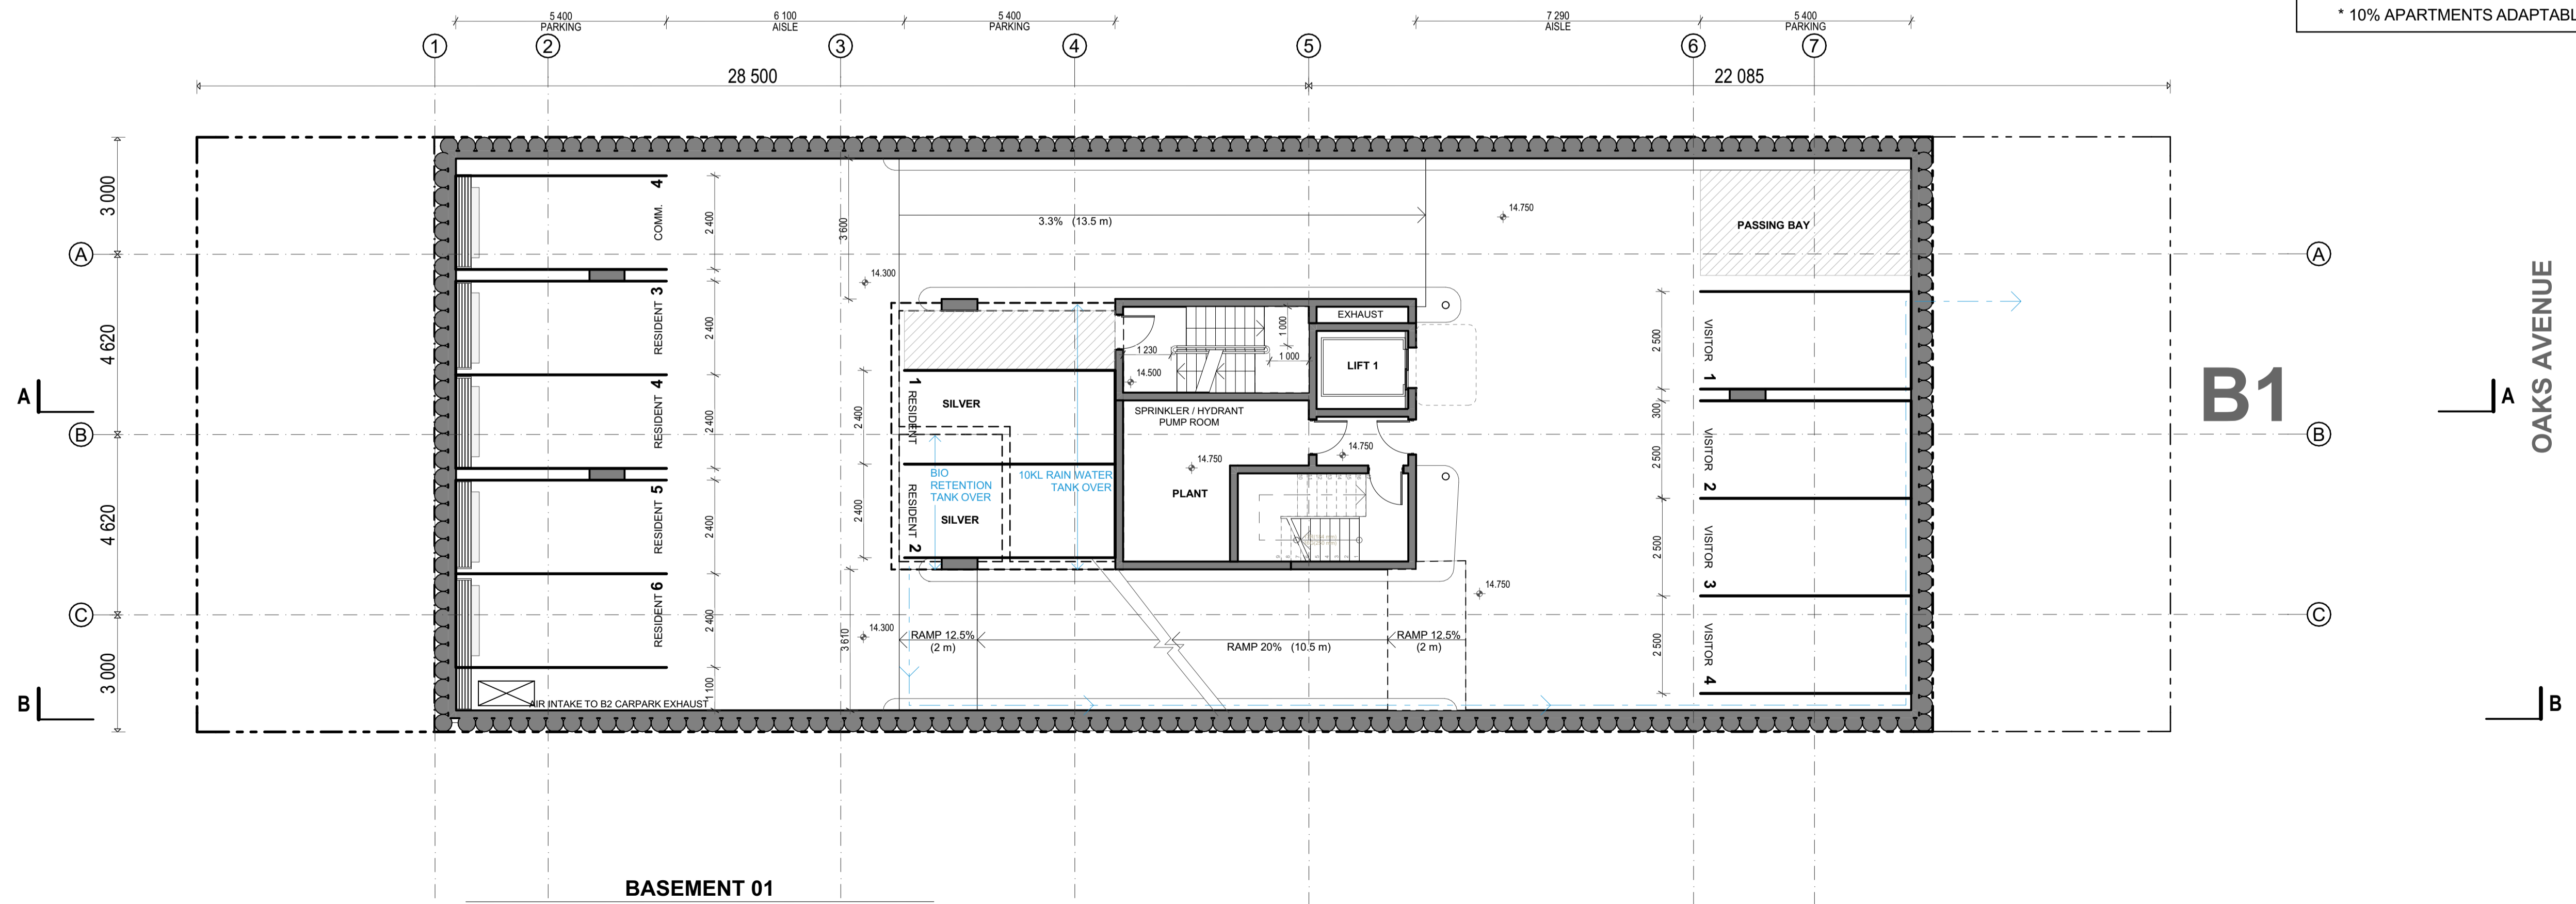 5 400
PARKING
6 100
AISLE
5 400
PARKING
7 290
AISLE
5 400
PARKING
* 10% APARTMENTS ADAPTABL
1
2
3
4
5
6
7
28 500
22 085
3 000
4 620
4 620
3 000
A
B
C
A
B
A
B
C
A
B
4
COMM.
2 400
RESIDENT 3
2 400
RESIDENT 4
2 400
RESIDENT 5
2 400
RESIDENT 6
2 400
1 100
AIR INTAKE TO B2 CARPARK EXHAUST
3 600
3.3% (13.5 m)
14.300
14.750
PASSING BAY
EXHAUST
1 000
1 230
1 000
14.500
LIFT 1
1 RESIDENT
SILVER
2 400
SPRINKLER / HYDRANT
PUMP ROOM
14.750
14.750
BIO
RETENTION
TANK OVER
10KL RAIN WATER
TANK OVER
RESIDENT 2
SILVER
2 400
PLANT
VISITOR 1
2 500
300
VISITOR 2
2 500
VISITOR 3
2 500
VISITOR 4
2 500
14.300
3 610
14.750
RAMP 12.5%
(2 m)
RAMP 20% (10.5 m)
RAMP 12.5%
(2 m)
B1
OAKS AVENUE
BASEMENT 01